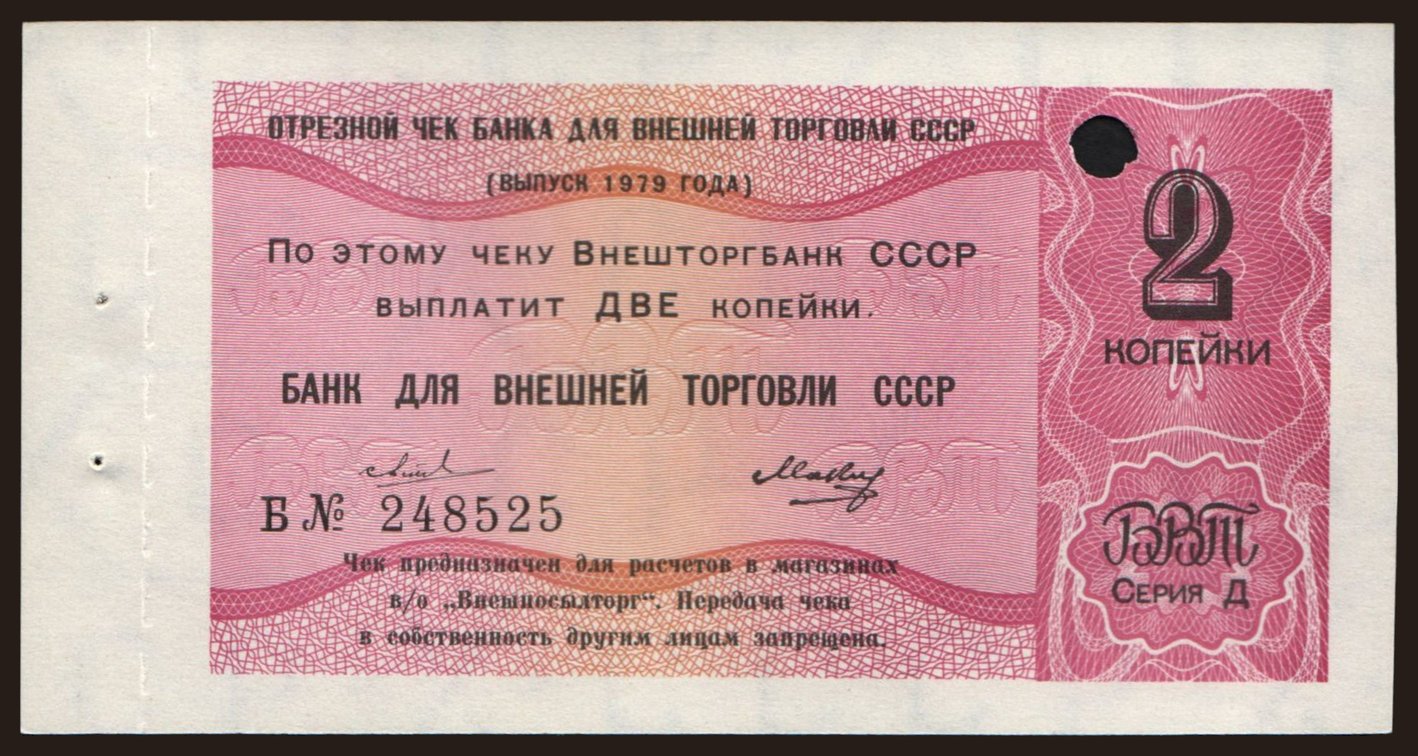 ОТРЕЗНОЙ ЧЕК БАНКА ДЛЯ ВНЕШНЕЙ ТОРГОВЛИ СССР
(ВЫПУСК 1979 ГОДА)
По этому чеку Внешторгбанк СССР
выплатит ДВЕ копейки.
БАНК ДЛЯ ВНЕШНЕЙ ТОРГОВЛИ СССР
Б № 248525
Чек предназначен для расчетов в магазинах
в/о „Внешпосылторг“. Передача чека
в собственность другим лицам запрещена.
2
КОПЕЙКИ
БВТ
Серия Д